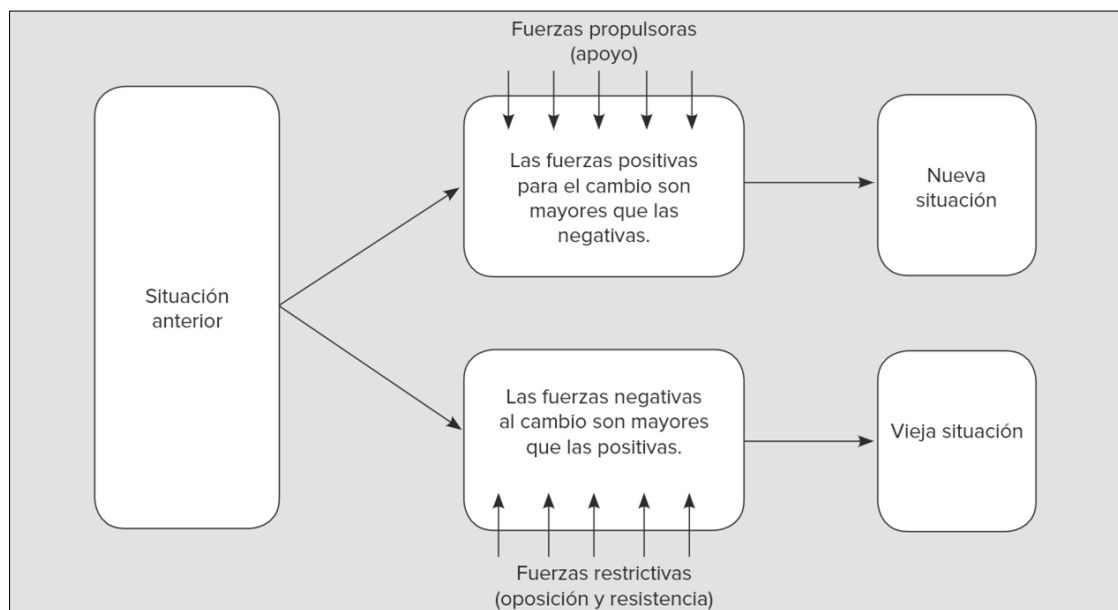 Fuerzas propulsoras
(apoyo)
Las fuerzas positivas
para el cambio son
mayores que las
negativas.
Nueva
situación
Situación
anterior
Las fuerzas negativas
al cambio son mayores
que las positivas.
Vieja situación
Fuerzas restrictivas
(oposición y resistencia)